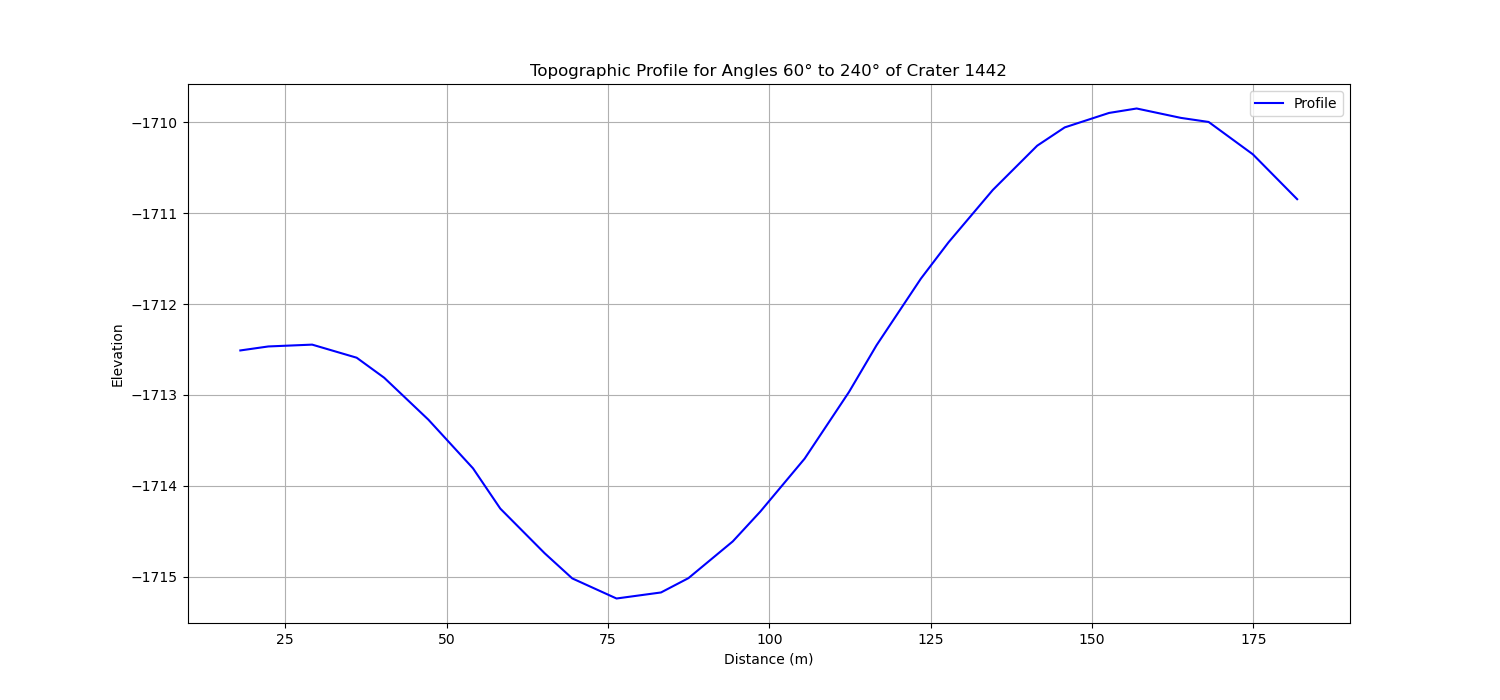 Topographic Profile for Angles 60° to 240° of Crater 1442
Profile
−1710
−1711
−1712
−1713
−1714
−1715
Elevation
25 50 75 100 125 150 175
Distance (m)